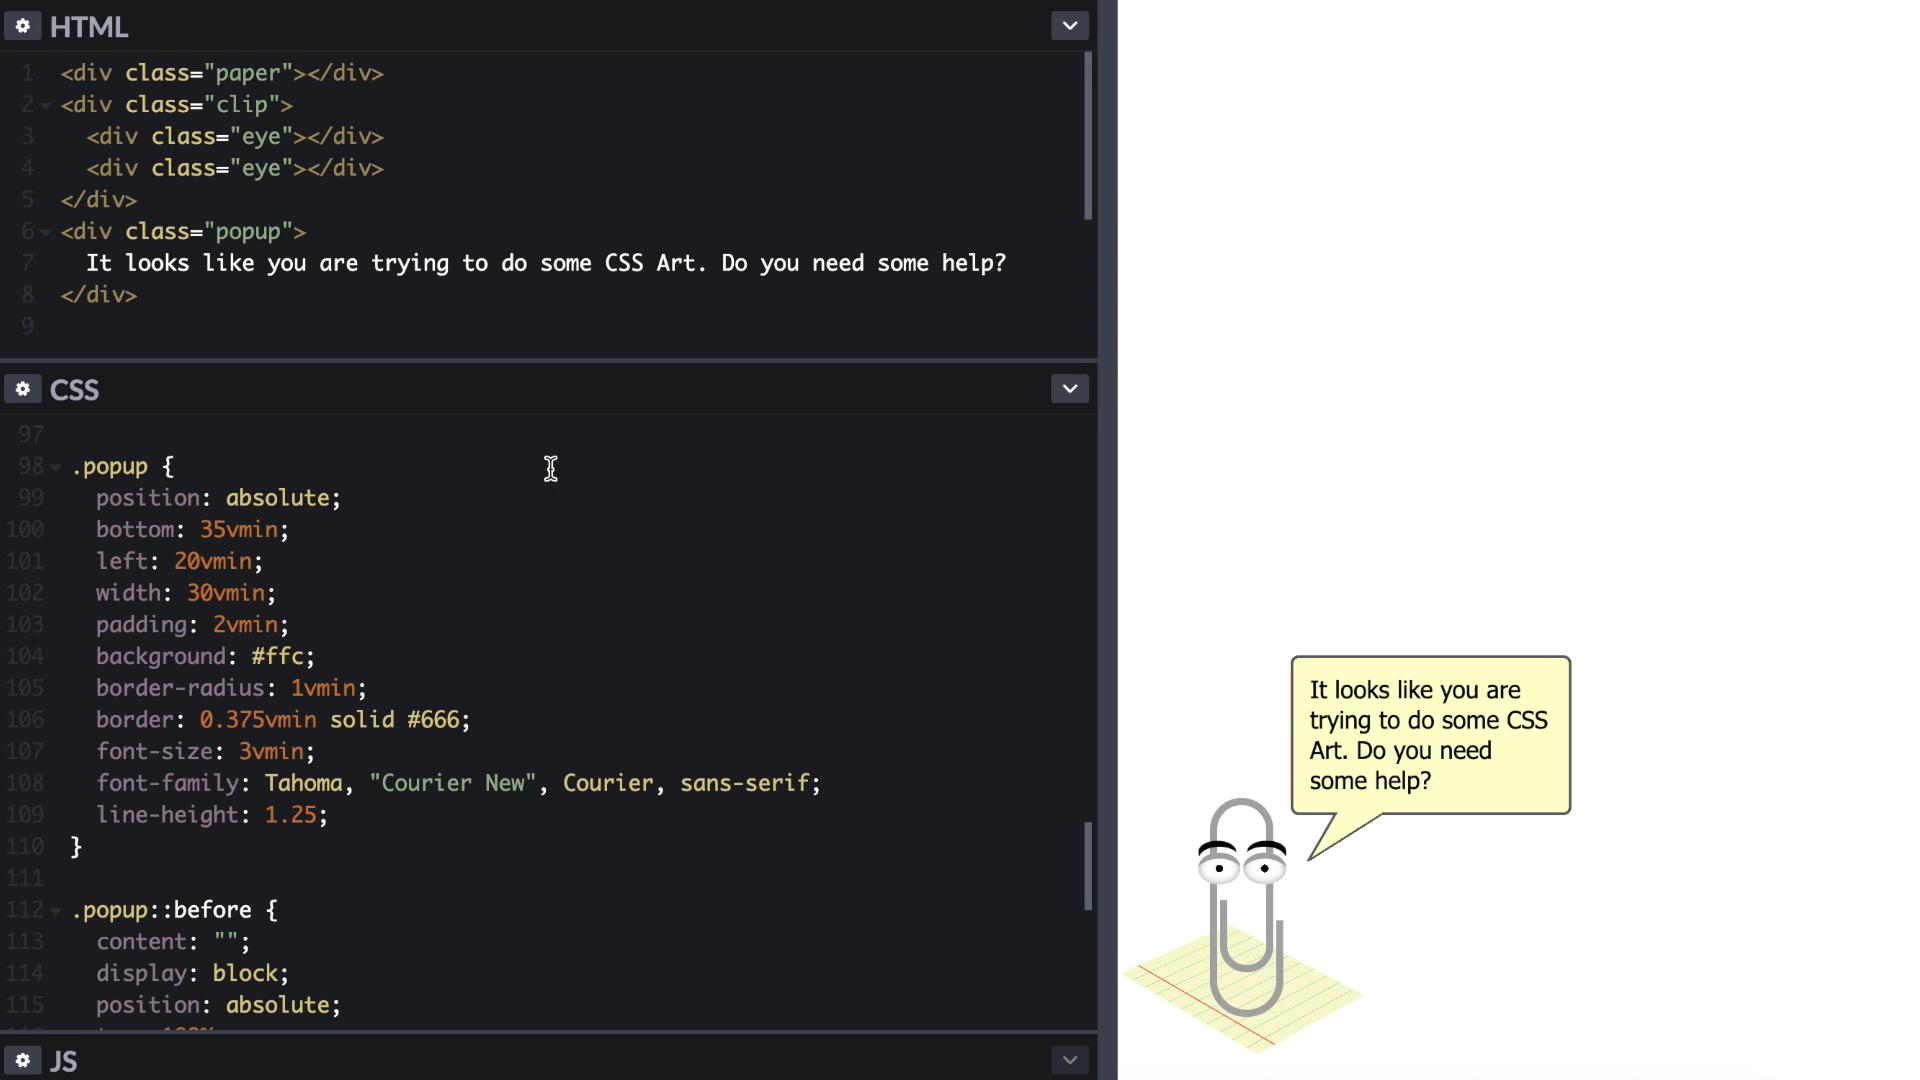 HTML
1 <div class="paper"></div>
2 <div class="clip">
3   <div class="eye"></div>
4   <div class="eye"></div>
5 </div>
6 <div class="popup">
7   It looks like you are trying to do some CSS Art. Do you need some help?
8 </div>
9
CSS
97
98 .popup {
99   position: absolute;
100   bottom: 35vmin;
101   left: 20vmin;
102   width: 30vmin;
103   padding: 2vmin;
104   background: #ffc;
105   border-radius: 1vmin;
106   border: 0.375vmin solid #666;
107   font-size: 3vmin;
108   font-family: Tahoma, "Courier New", Courier, sans-serif;
109   line-height: 1.25;
110 }
111
112 .popup::before {
113   content: "";
114   display: block;
115   position: absolute;
JS
It looks like you are
trying to do some CSS
Art. Do you need
some help?